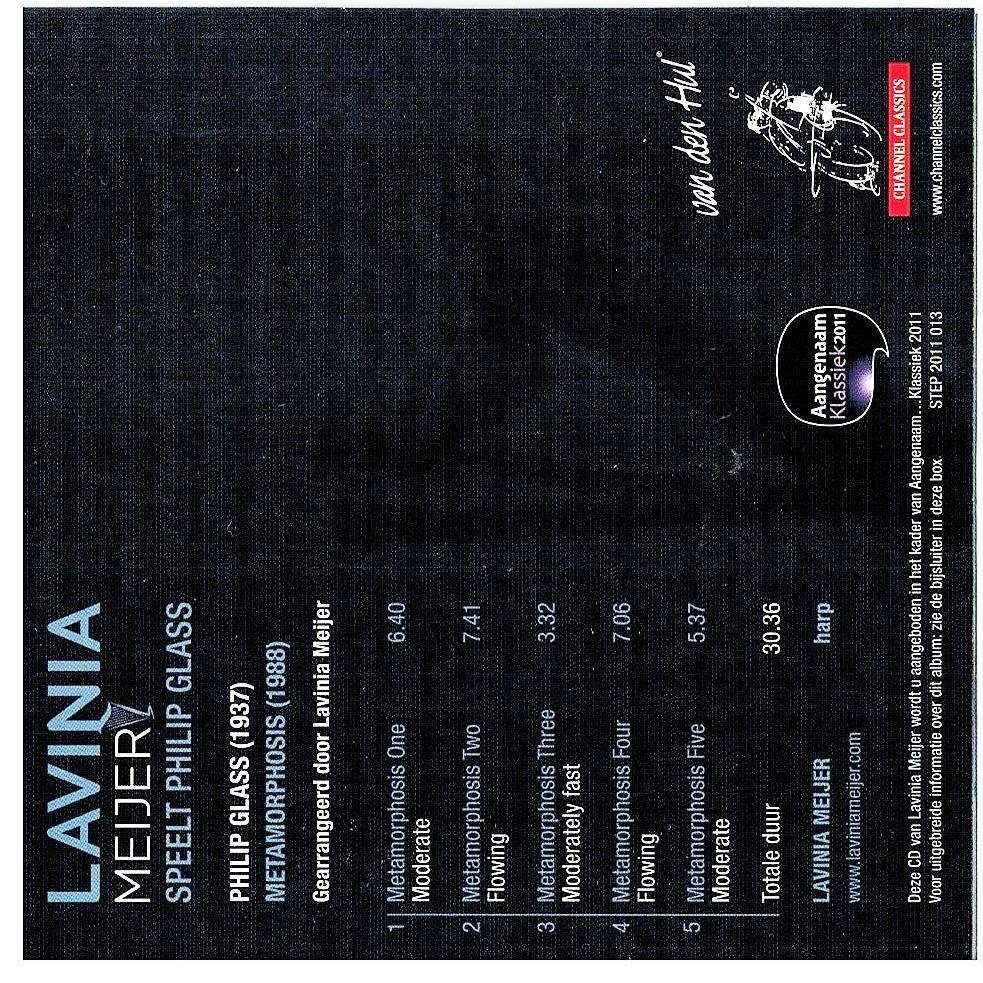 LAVINIA
MEIJER
SPEELT PHILIP GLASS
PHILIP GLASS (1937)
METAMORPHOSIS (1988)
Gearrangeerd door Lavinia Meijer
1 Metamorphosis One 6.40
Moderate
2 Metamorphosis Two 7.41
Flowing
3 Metamorphosis Three 3.32
Moderately fast
4 Metamorphosis Four 7.06
Flowing
5 Metamorphosis Five 5.37
Moderate
Totale duur 30.36
LAVINIA MEIJER harp
www.laviniameijer.com
Aangenaam
Klassiek2011
van den Hul®
CHANNEL CLASSICS
www.channelclassics.com
Deze CD van Lavinia Meijer wordt u aangeboden in het kader van Aangenaam...Klassiek 2011
Voor uitgebreide informatie over dit album: zie de bijsluiter in deze box STEP 2011 013